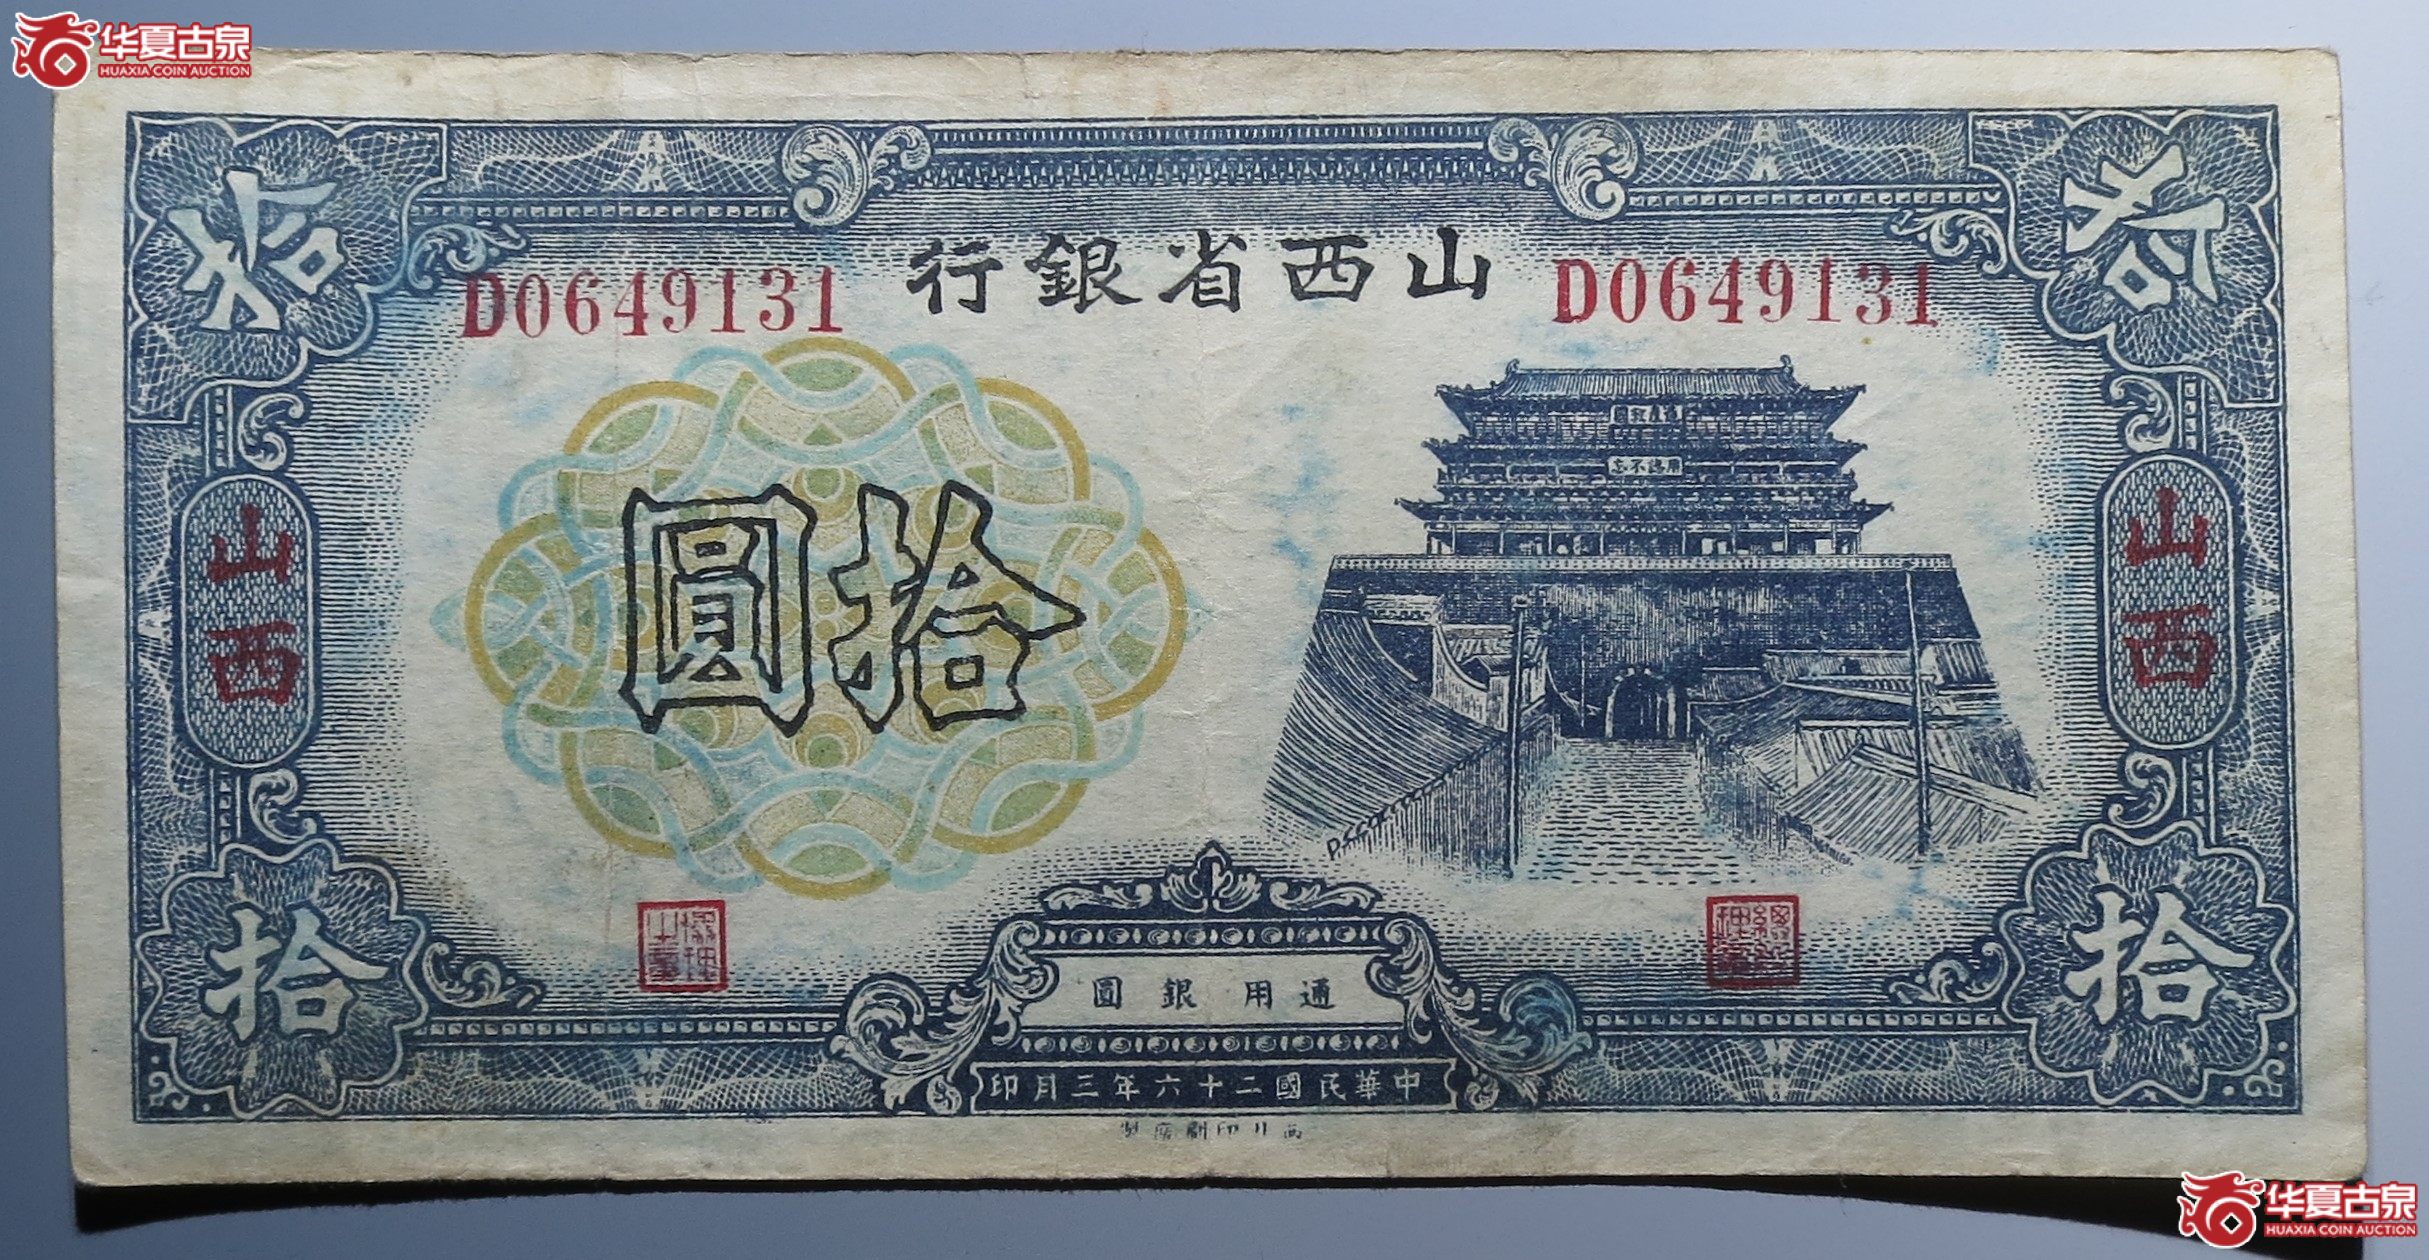 华夏古泉
HUAXIA COIN AUCTION
拾
拾
山西省銀行
D0649131
D0649131
拾圓
山西
山西
通用銀圓
拾
拾
中華民國二十六年三月印
华夏古泉
HUAXIA COIN AUCTION